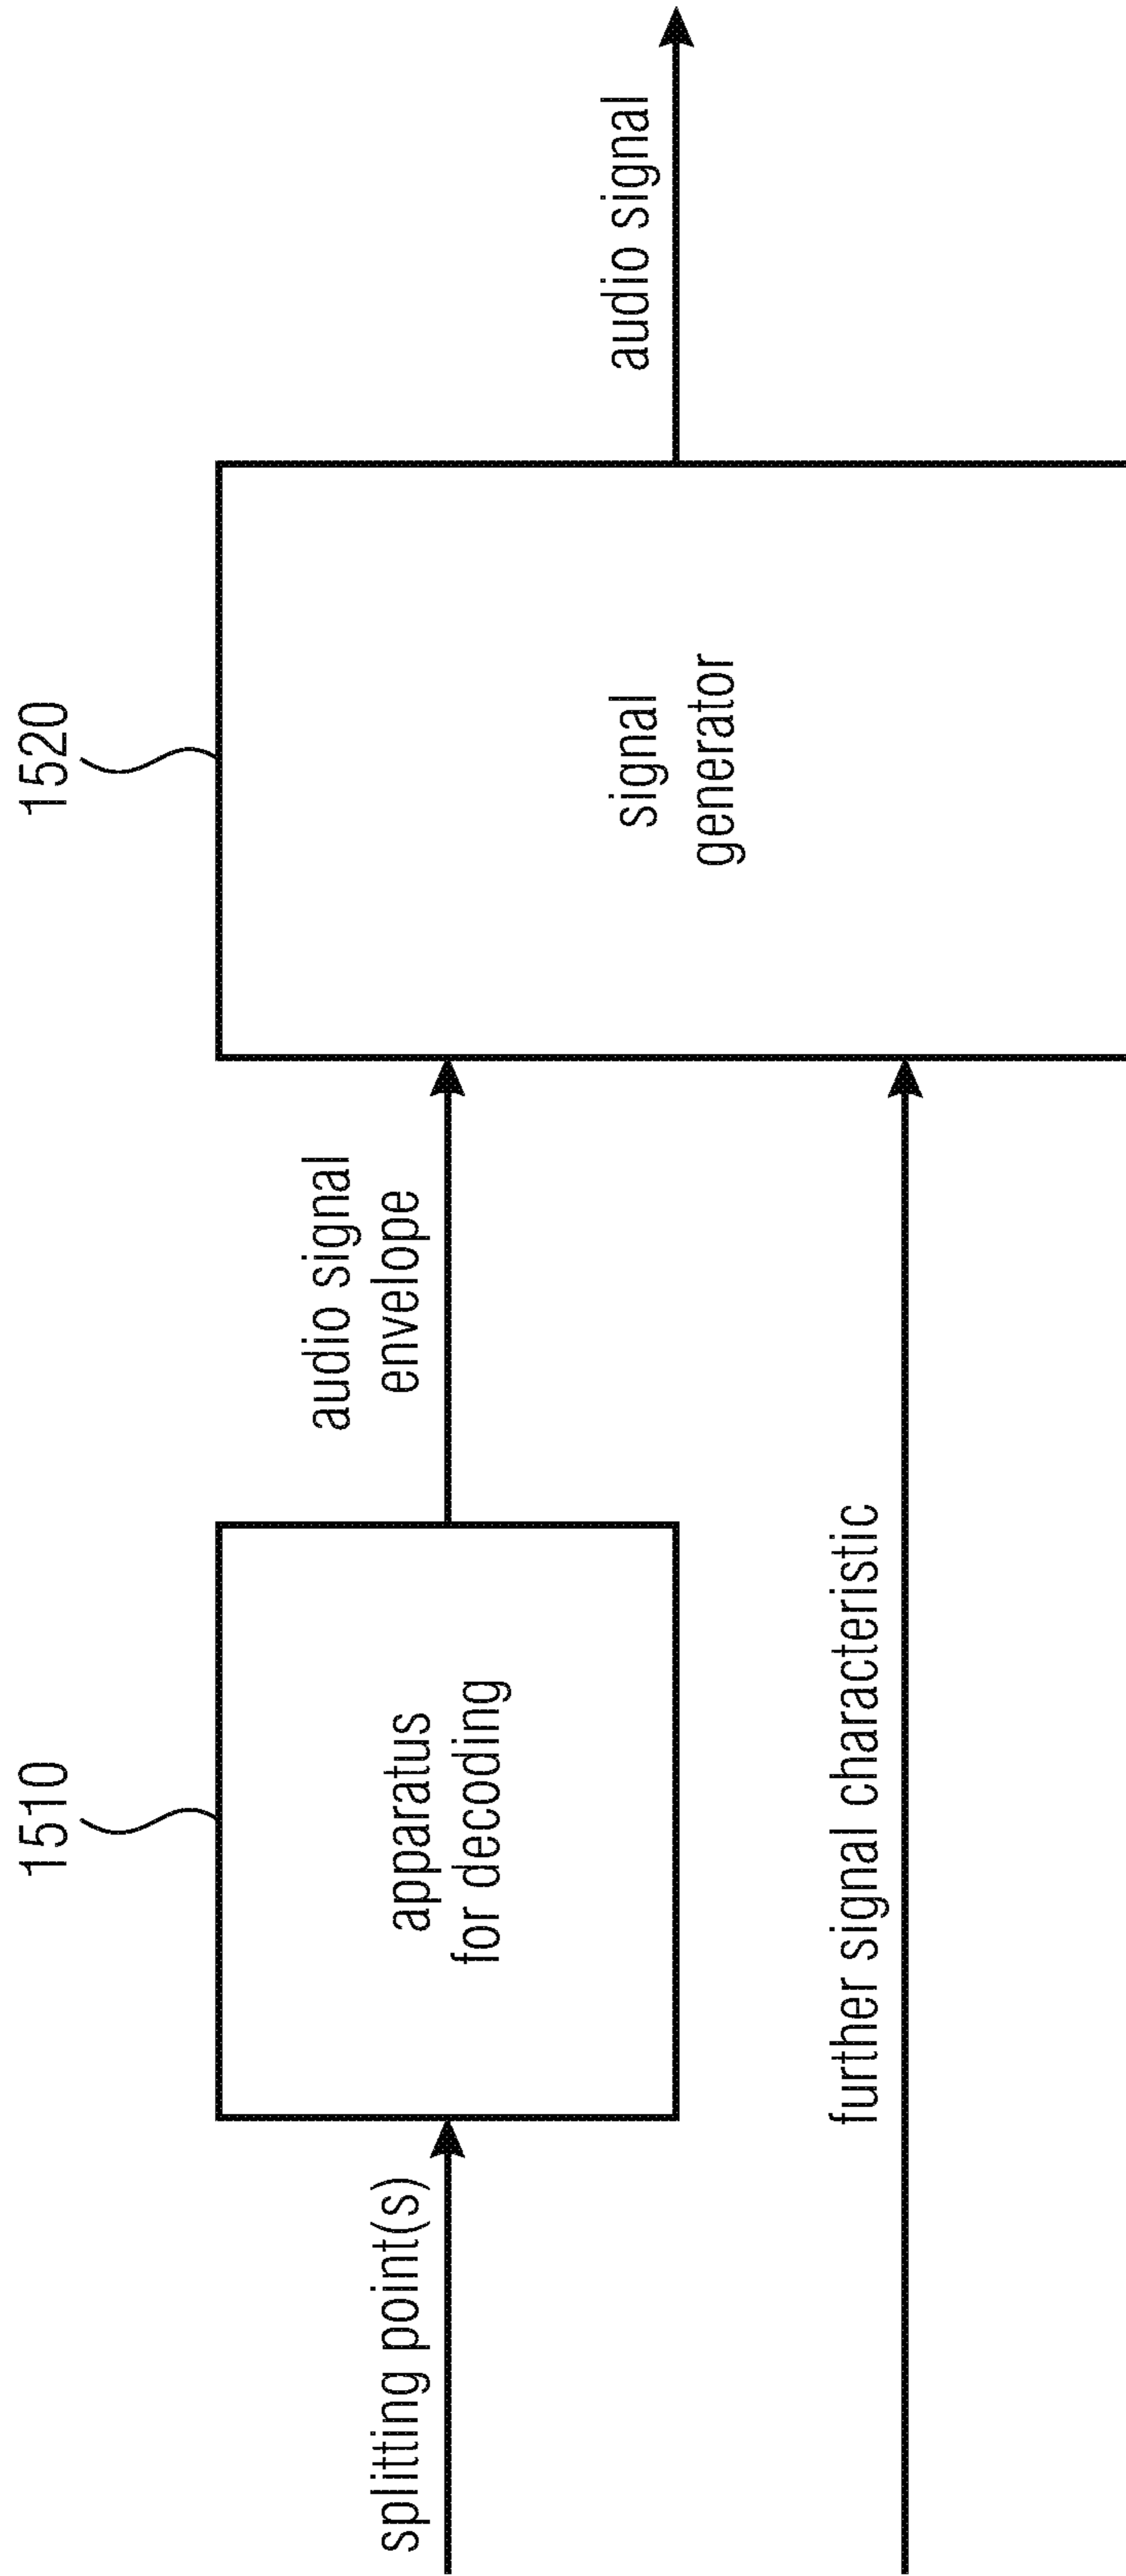 1510
1520
splitting point(s)
apparatus
for decoding
audio signal
envelope
signal
generator
audio signal
further signal characteristic